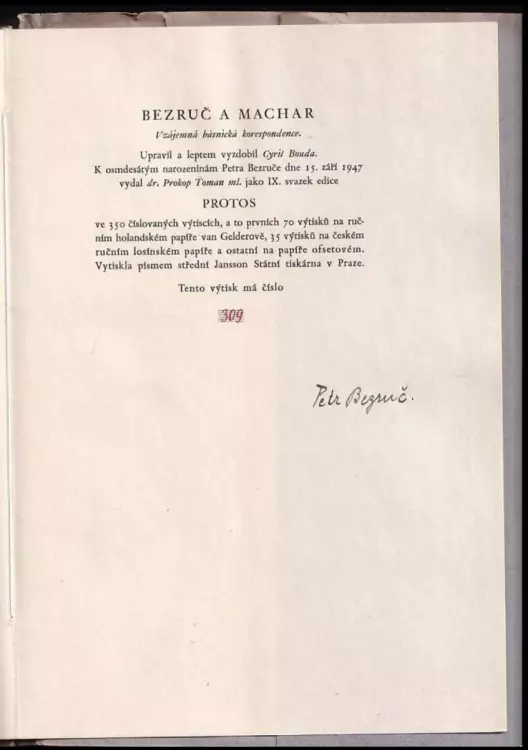 BEZRUČ A MACHAR
Vzájemná básnická korespondence.
Upravil a leptem vyzdobil Cyril Bouda.
K osmdesátým narozeninám Petra Bezruče dne 15. září 1947
vydal dr. Prokop Toman ml. jako IX. svazek edice
PROTOS
ve 350 číslovaných výtiscích, a to prvních 70 výtisků na ruč-
ním holandském papíře van Gelderově, 35 výtisků na českém
ručním losinském papíře a ostatní na papíře ofsetovém.
Vytiskla písmem střední Jansson Státní tiskárna v Praze.
Tento výtisk má číslo
309
Petr Bezruč.